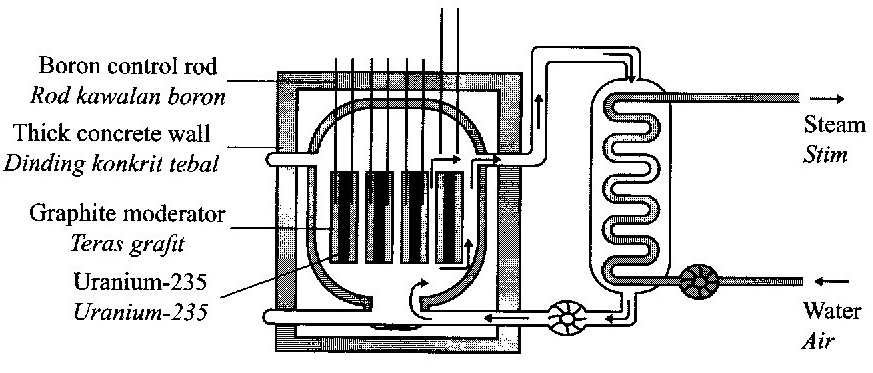 Boron control rod
Rod kawalan boron
Thick concrete wall
Dinding konkrit tebal
Graphite moderator
Teras grafit
Uranium-235
Uranium-235
Steam
Stim
Water
Air